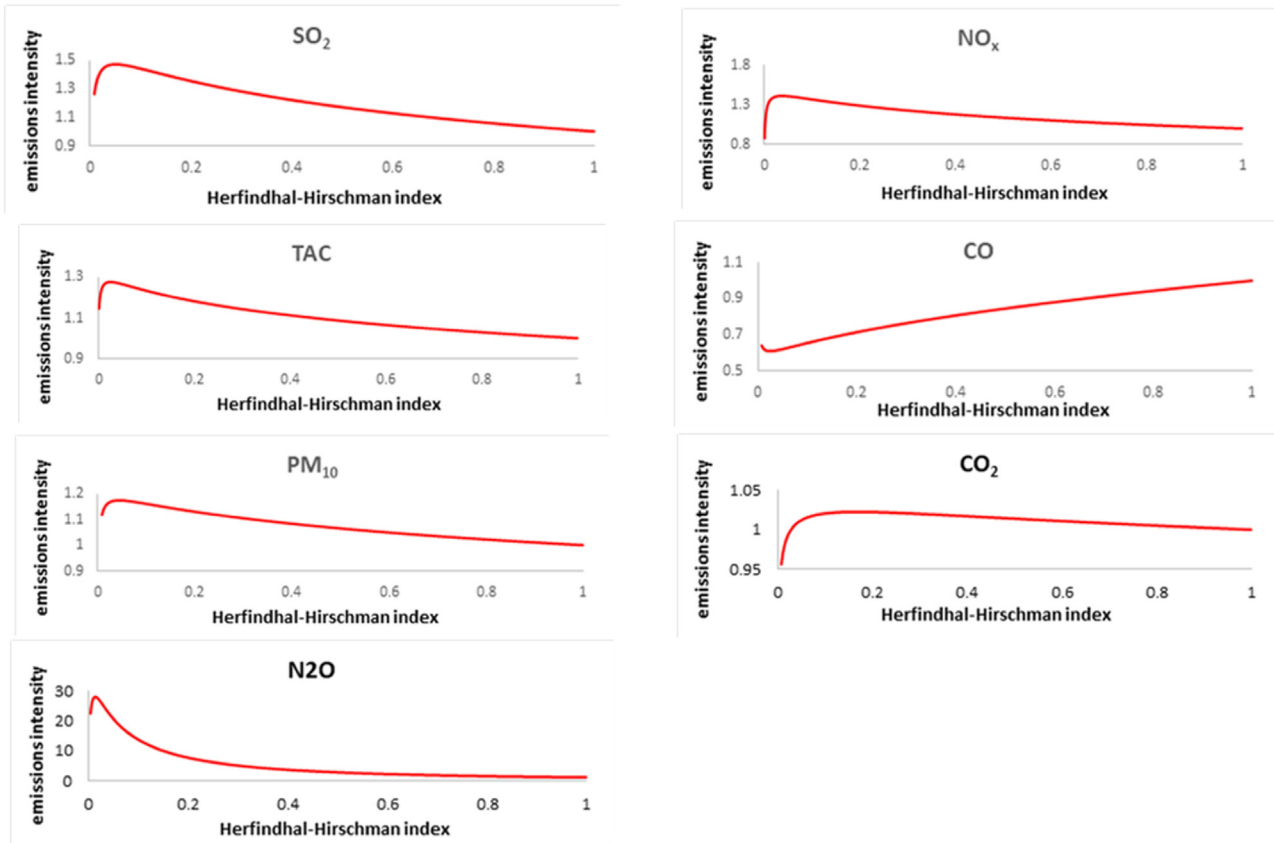 SO₂
emissions intensity
1.5
1.3
1.1
0.9
0 0.2 0.4 0.6 0.8 1
Herfindhal-Hirschman index
NOₓ
emissions intensity
1.8
1.3
0.8
0 0.2 0.4 0.6 0.8 1
Herfindhal-Hirschman index
TAC
emissions intensity
1.3
1.1
0.9
0 0.2 0.4 0.6 0.8 1
Herfindhal-Hirschman index
CO
emissions intensity
1.1
0.9
0.7
0.5
0 0.2 0.4 0.6 0.8 1
Herfindhal-Hirschman index
PM₁₀
emissions intensity
1.2
1.1
1
0.9
0 0.2 0.4 0.6 0.8 1
Herfindhal-Hirschman index
CO₂
emissions intensity
1.05
1
0.95
0 0.2 0.4 0.6 0.8 1
Herfindhal-Hirschman index
N2O
emissions intensity
30
20
10
0
0 0.2 0.4 0.6 0.8 1
Herfindhal-Hirschman index